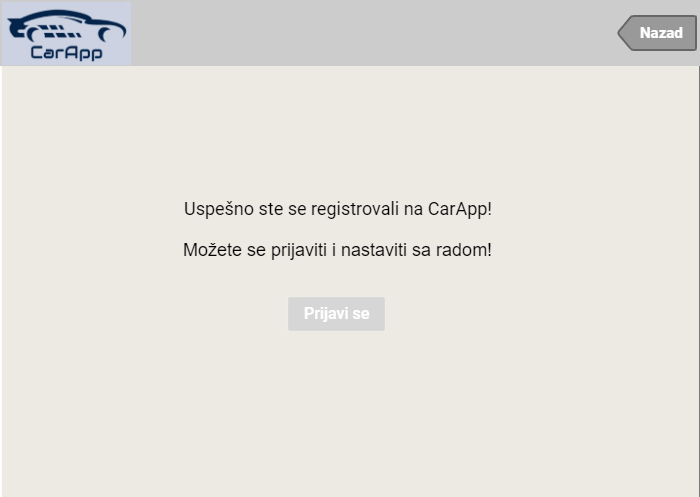 CarApp
Nazad
Uspešno ste se registrovali na CarApp!
Možete se prijaviti i nastaviti sa radom!
Prijavi se